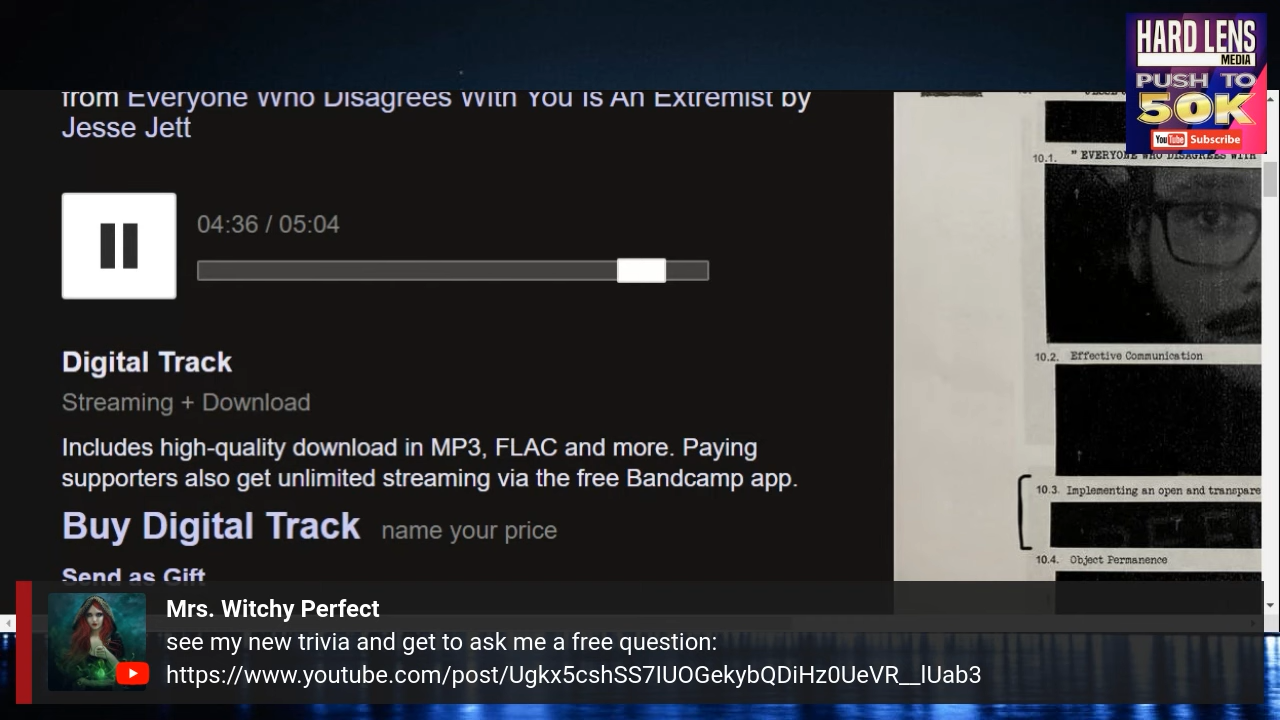 HARD LENS
MEDIA
PUSH TO
50K
YouTube Subscribe
from Everyone Who Disagrees With You Is An Extremist by
Jesse Jett
04:36 / 05:04
Digital Track
Streaming + Download
Includes high-quality download in MP3, FLAC and more. Paying
supporters also get unlimited streaming via the free Bandcamp app.
Buy Digital Track name your price
Send as Gift
10.1. " EVERYONE WHO DISAGREES WITH
10.2. Effective Communication
10.3. Implementing an open and transpare
10.4. Object Permanence
Mrs. Witchy Perfect
see my new trivia and get to ask me a free question:
https://www.youtube.com/post/Ugkx5cshSS7IUOGekybQDiHz0UeVR__lUab3